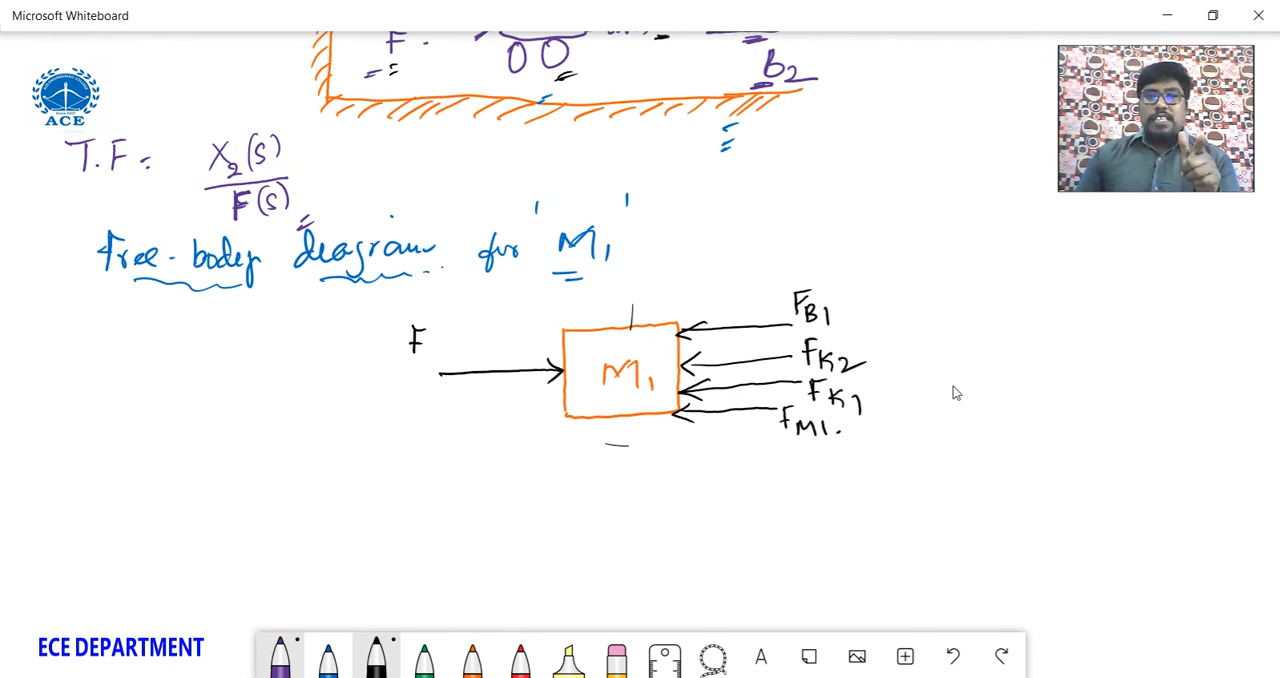 Microsoft Whiteboard
F
B2
ACE
T.F = X2(s)
F(s)
free-body diagram for 'M1'
F
M1
FB1
FK2
FK1
FM1.
ECE DEPARTMENT
A